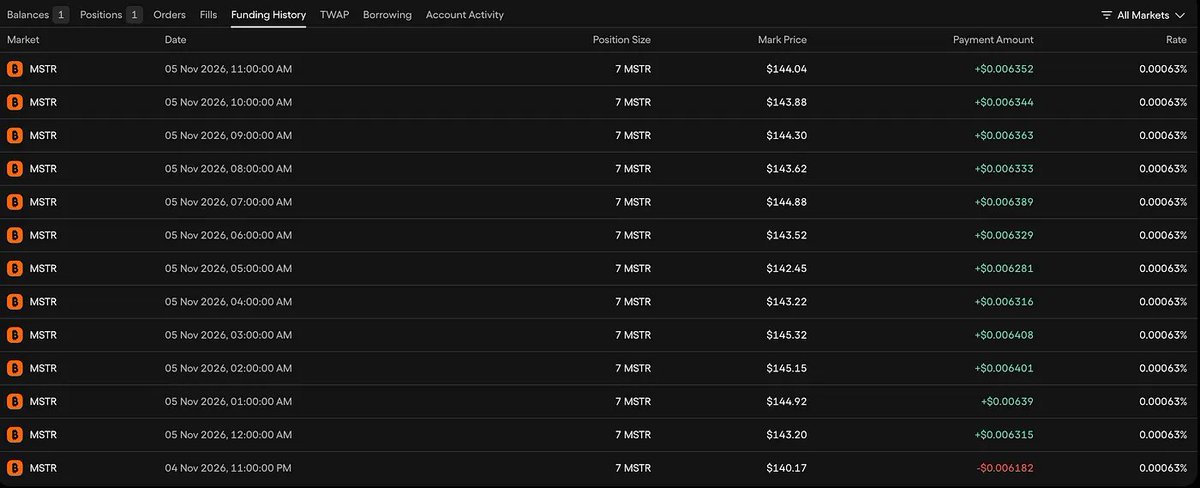 Balances 1 Positions 1 Orders Fills Funding History TWAP Borrowing Account Activity All Markets
Market Date Position Size Mark Price Payment Amount Rate
MSTR 05 Nov 2026, 11:00:00 AM 7 MSTR $144.04 +$0.006352 0.00063%
MSTR 05 Nov 2026, 10:00:00 AM 7 MSTR $143.88 +$0.006344 0.00063%
MSTR 05 Nov 2026, 09:00:00 AM 7 MSTR $144.30 +$0.006363 0.00063%
MSTR 05 Nov 2026, 08:00:00 AM 7 MSTR $143.62 +$0.006333 0.00063%
MSTR 05 Nov 2026, 07:00:00 AM 7 MSTR $144.88 +$0.006389 0.00063%
MSTR 05 Nov 2026, 06:00:00 AM 7 MSTR $143.52 +$0.006329 0.00063%
MSTR 05 Nov 2026, 05:00:00 AM 7 MSTR $142.45 +$0.006281 0.00063%
MSTR 05 Nov 2026, 04:00:00 AM 7 MSTR $143.22 +$0.006316 0.00063%
MSTR 05 Nov 2026, 03:00:00 AM 7 MSTR $145.32 +$0.006408 0.00063%
MSTR 05 Nov 2026, 02:00:00 AM 7 MSTR $145.15 +$0.006401 0.00063%
MSTR 05 Nov 2026, 01:00:00 AM 7 MSTR $144.92 +$0.00639 0.00063%
MSTR 05 Nov 2026, 12:00:00 AM 7 MSTR $143.20 +$0.006315 0.00063%
MSTR 04 Nov 2026, 11:00:00 PM 7 MSTR $140.17 -$0.006182 0.00063%